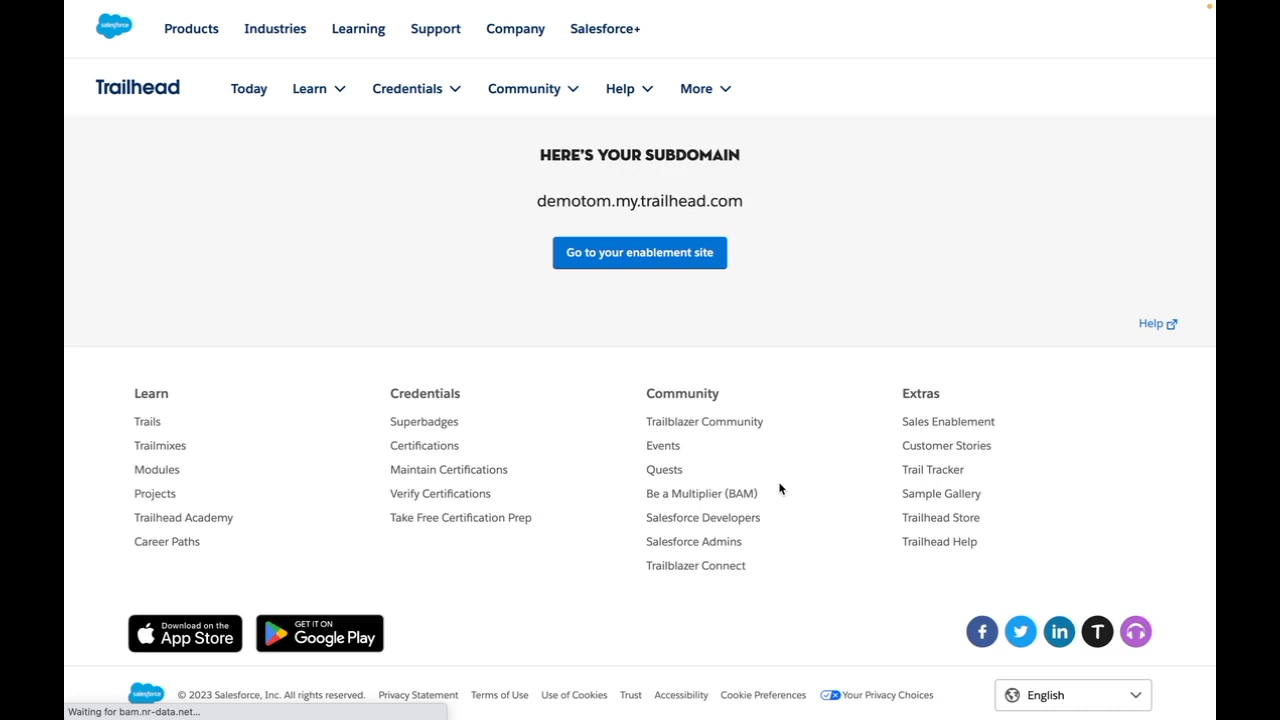 salesforce
Products Industries Learning Support Company Salesforce+
Trailhead
Today Learn Credentials Community Help More
HERE'S YOUR SUBDOMAIN
demotom.my.trailhead.com
Go to your enablement site
Help
Learn Credentials Community Extras
Trails Superbadges Trailblazer Community Sales Enablement
Trailmixes Certifications Events Customer Stories
Modules Maintain Certifications Quests Trail Tracker
Projects Verify Certifications Be a Multiplier (BAM) Sample Gallery
Trailhead Academy Take Free Certification Prep Salesforce Developers Trailhead Store
Career Paths Salesforce Admins Trailhead Help
Trailblazer Connect
Download on the
App Store
GET IT ON
Google Play
f in T
salesforce © 2023 Salesforce, Inc. All rights reserved. Privacy Statement Terms of Use Use of Cookies Trust Accessibility Cookie Preferences Your Privacy Choices English
Waiting for bam.nr-data.net...